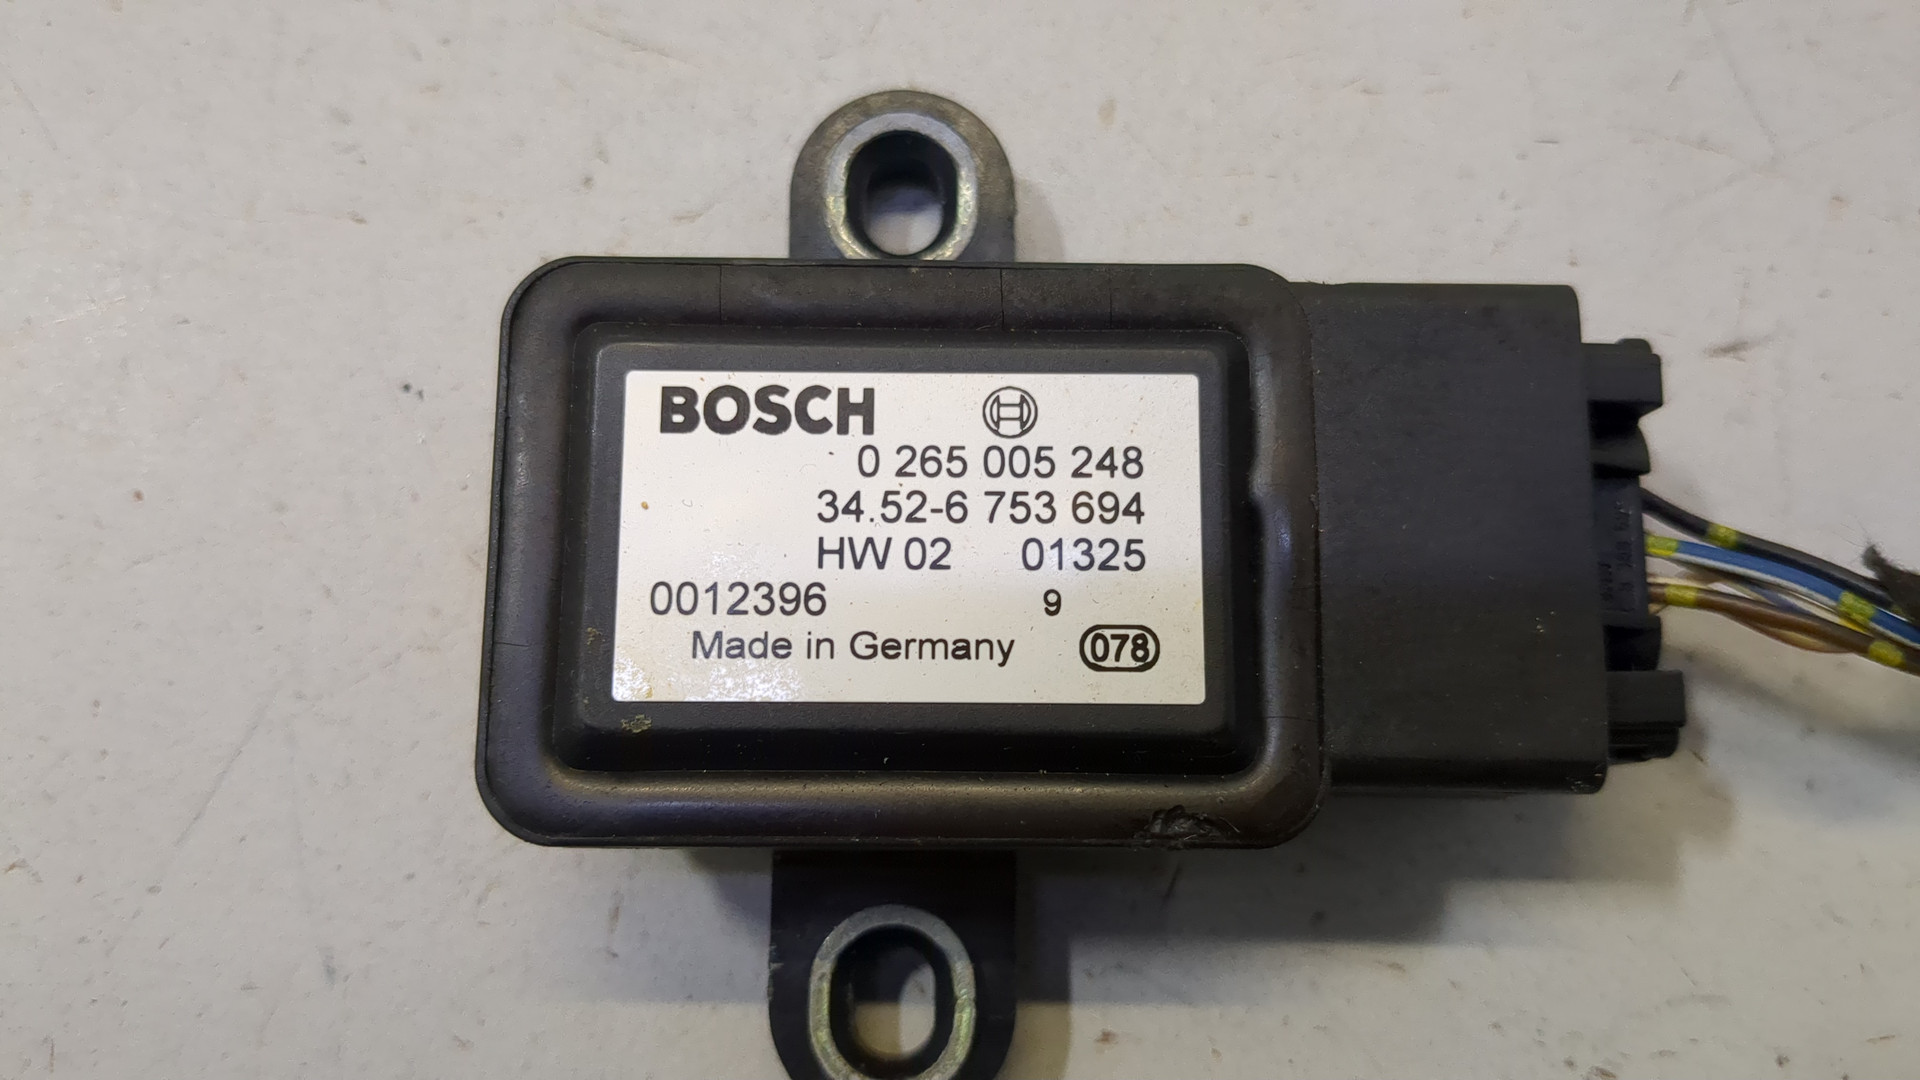 BOSCH
0 265 005 248
34.52-6 753 694
HW 02 01325
0012396 9
Made in Germany 078